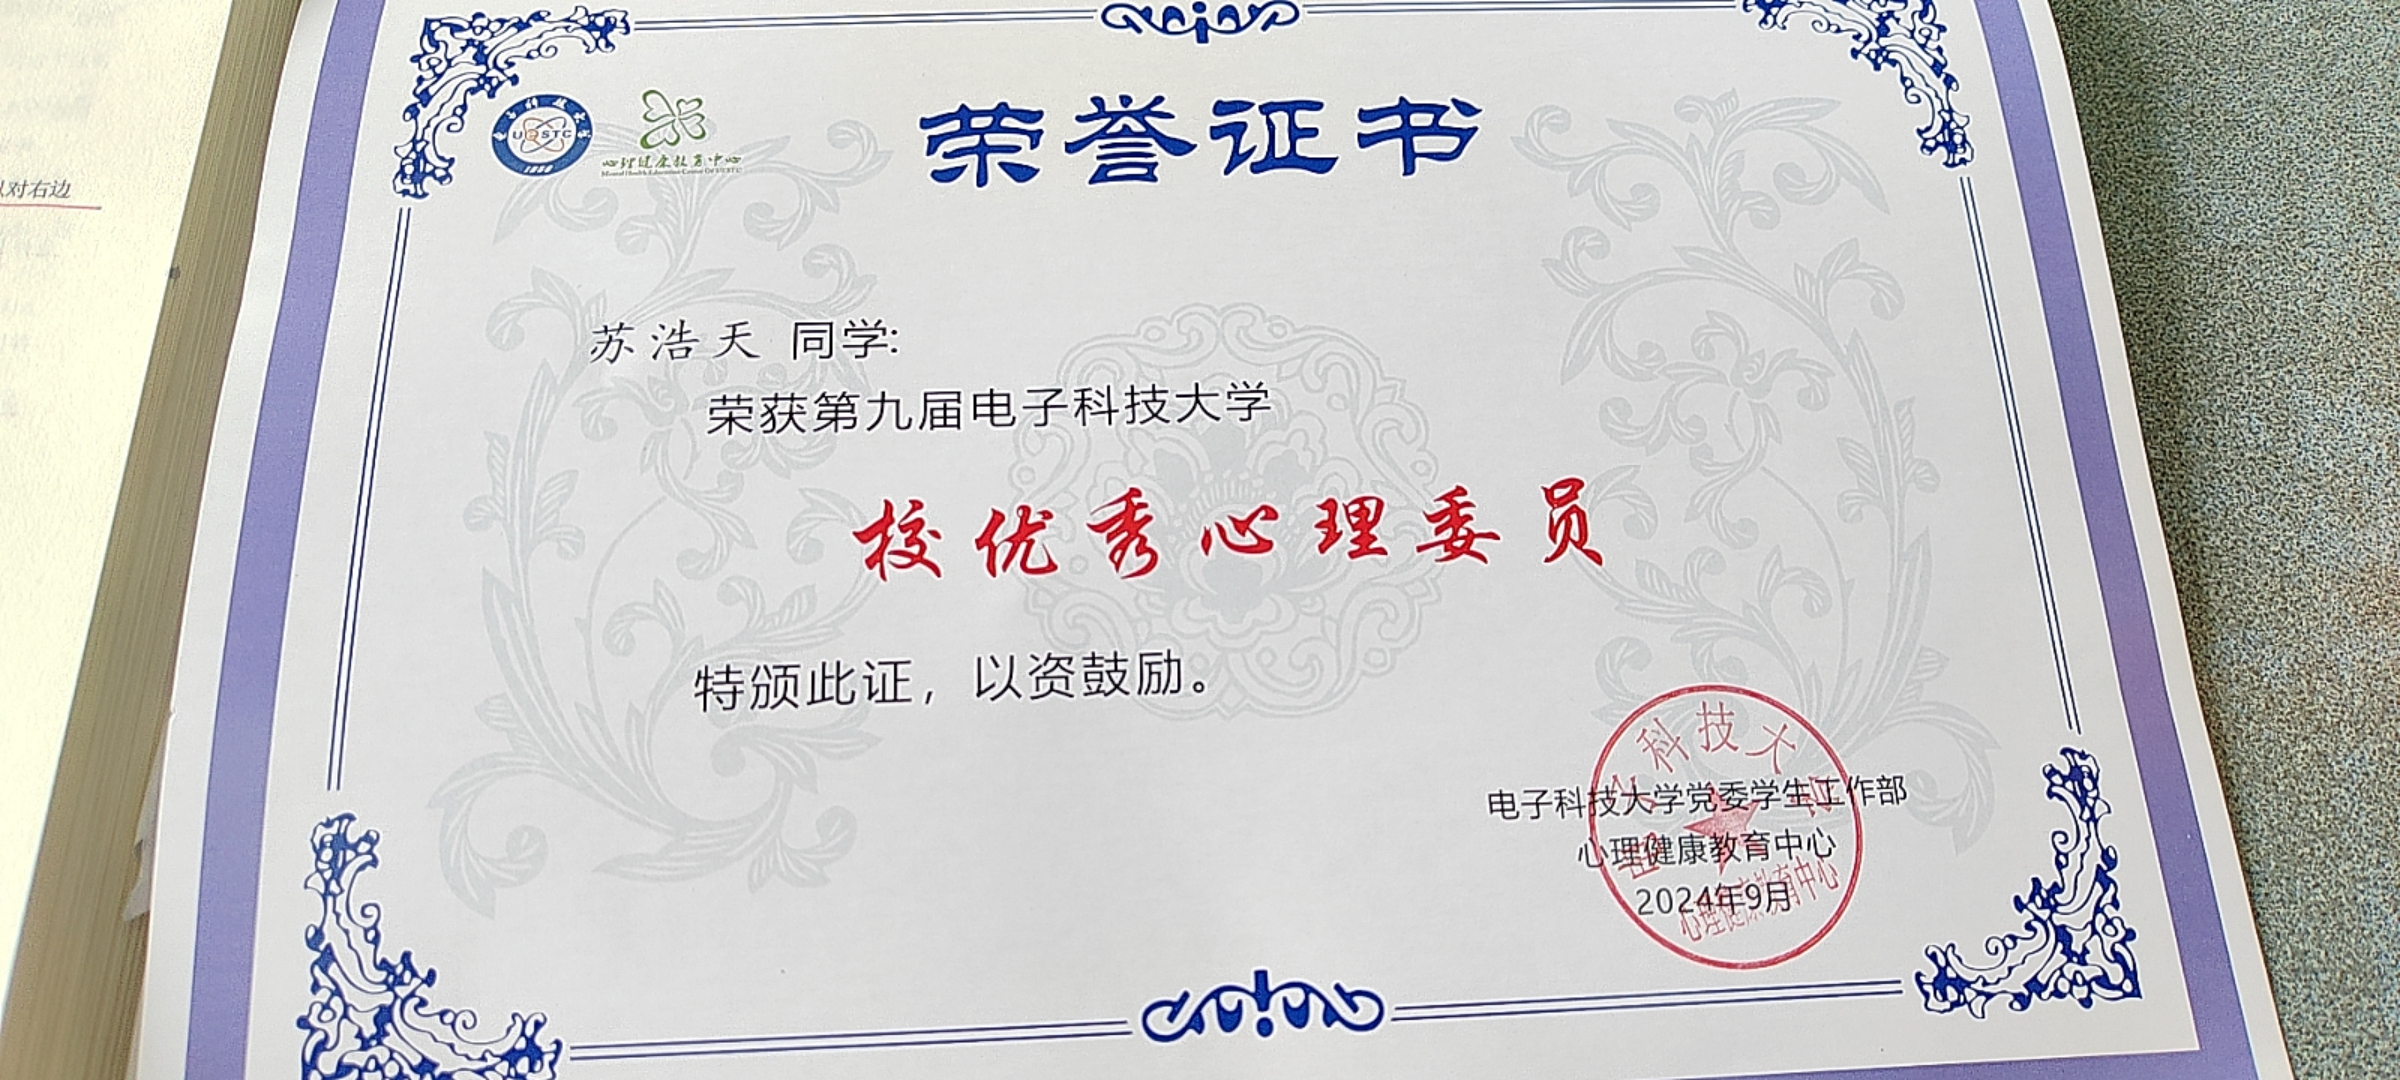 从对右边
UESTC
1956
心理健康教育中心
Mental Health Education Center Of UESTC
荣誉证书
苏浩天 同学:
荣获第九届电子科技大学
校优秀心理委员
特颁此证，以资鼓励。
电子科技大学党委学生工作部
心理健康教育中心
2024年9月
电子科技大学
心理健康教育中心